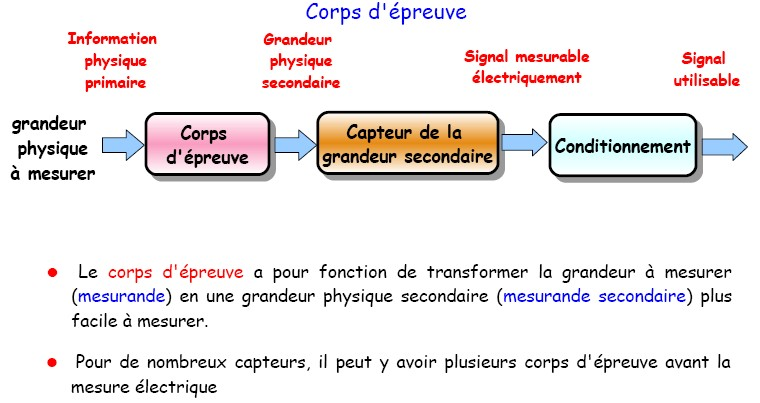 Corps d'épreuve
Information
physique
primaire
Grandeur
physique
secondaire
Signal mesurable
électriquement
Signal
utilisable
grandeur
physique
à mesurer
Corps
d'épreuve
Capteur de la
grandeur secondaire
Conditionnement
Le corps d'épreuve a pour fonction de transformer la grandeur à mesurer
(mesurande) en une grandeur physique secondaire (mesurande secondaire) plus
facile à mesurer.
Pour de nombreux capteurs, il peut y avoir plusieurs corps d'épreuve avant la
mesure électrique